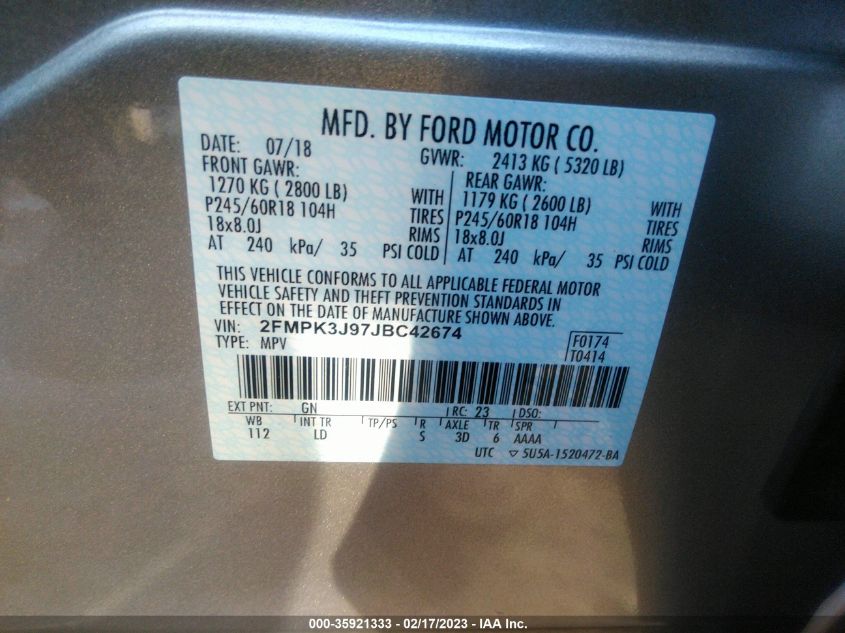 MFD. BY FORD MOTOR CO.
DATE: 07/18 GVWR: 2413 KG ( 5320 LB)
FRONT GAWR: REAR GAWR:
1270 KG ( 2800 LB) WITH 1179 KG ( 2600 LB) WITH
P245/60R18 104H TIRES P245/60R18 104H TIRES
18x8.0J RIMS 18x8.0J RIMS
AT 240 kPa/ 35 PSI COLD AT 240 kPa/ 35 PSI COLD
THIS VEHICLE CONFORMS TO ALL APPLICABLE FEDERAL MOTOR
VEHICLE SAFETY AND THEFT PREVENTION STANDARDS IN
EFFECT ON THE DATE OF MANUFACTURE SHOWN ABOVE.
VIN: 2FMPK3J97JBC42674 F0174
TYPE: MPV T0414
EXT PNT: GN RC: 23 DSO:
WB INT TR TP/PS R AXLE TR SPR
112 LD S 3D 6 AAAA
UTC ▽ 5U5A-1520472-BA
000-35921333 - 02/17/2023 - IAA Inc.